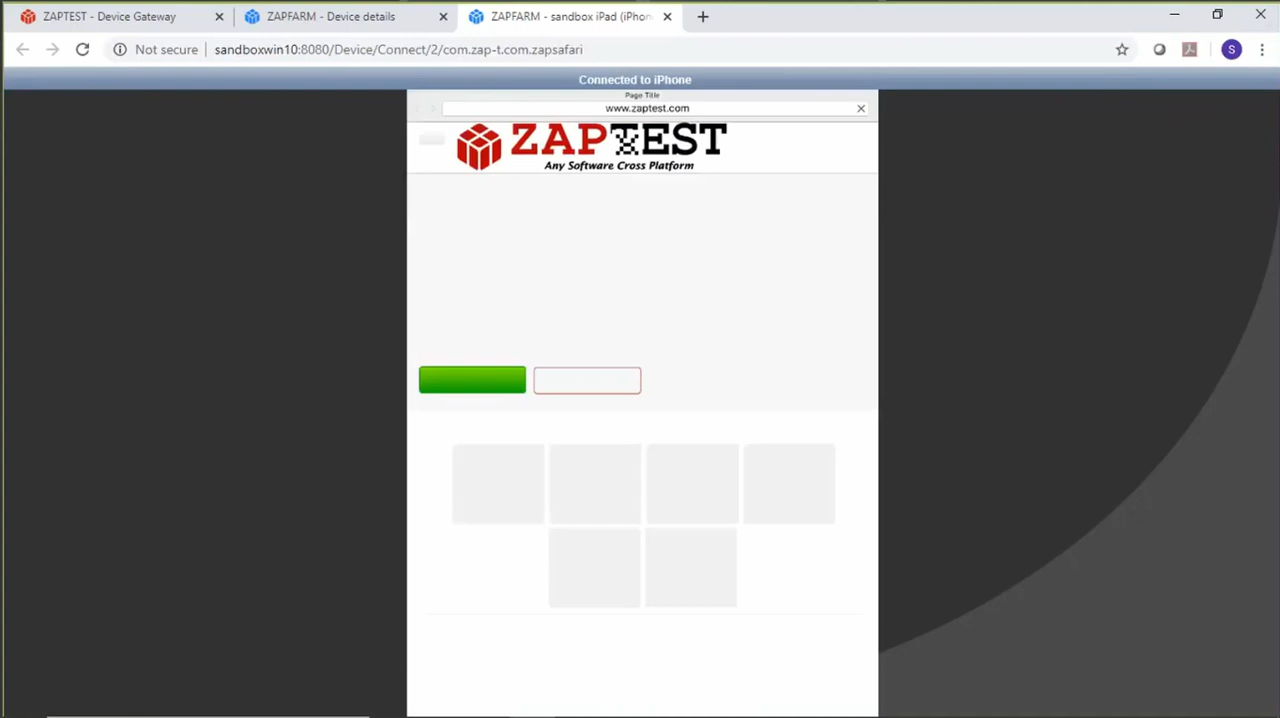 ZAPTEST - Device Gateway
ZAPFARM - Device details
ZAPFARM - sandbox iPad (iPhon
Not secure
sandboxwin10:8080/Device/Connect/2/com.zap-t.com.zapsafari
S
Connected to iPhone
Page Title
www.zaptest.com
ZAPTEST
Any Software Cross Platform